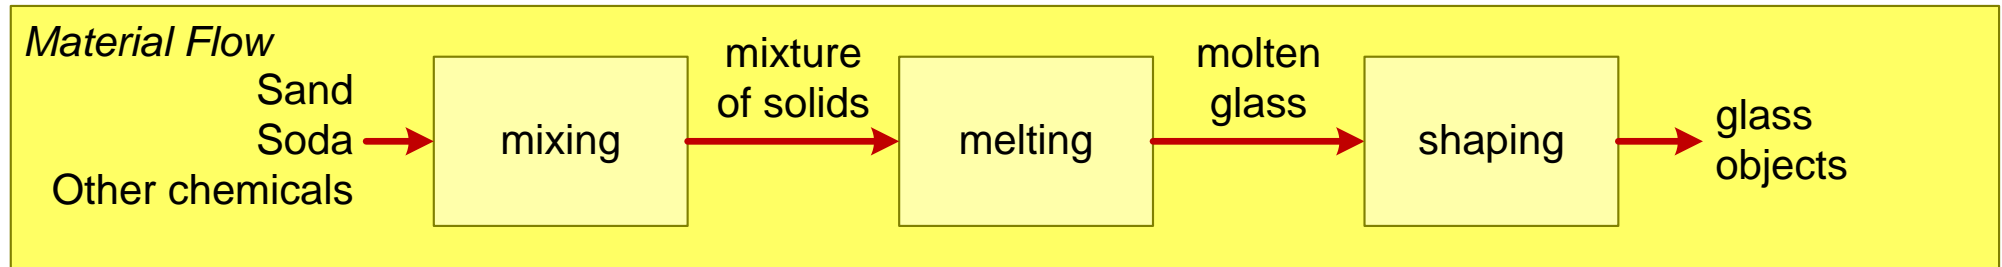 Material Flow
Sand
Soda
Other chemicals
mixing
mixture
of solids
melting
molten
glass
shaping
glass
objects